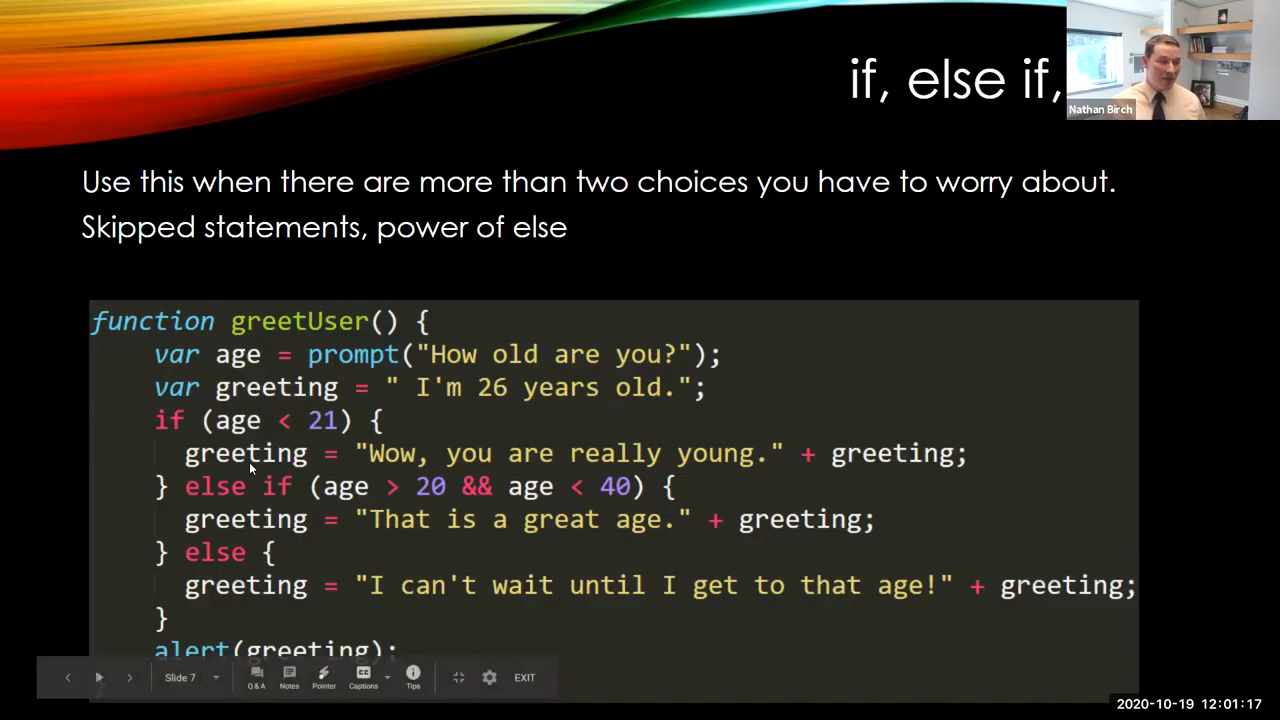 if, else if,
Nathan Birch
Use this when there are more than two choices you have to worry about.
Skipped statements, power of else
function greetUser() {
var age = prompt("How old are you?");
var greeting = " I'm 26 years old.";
if (age < 21) {
greeting = "Wow, you are really young." + greeting;
} else if (age > 20 && age < 40) {
greeting = "That is a great age." + greeting;
} else {
greeting = "I can't wait until I get to that age!" + greeting;
}
alert(greeting);
Slide 7
Q & A
Notes
Pointer
Captions
Tips
EXIT
2020-10-19 12:01:17